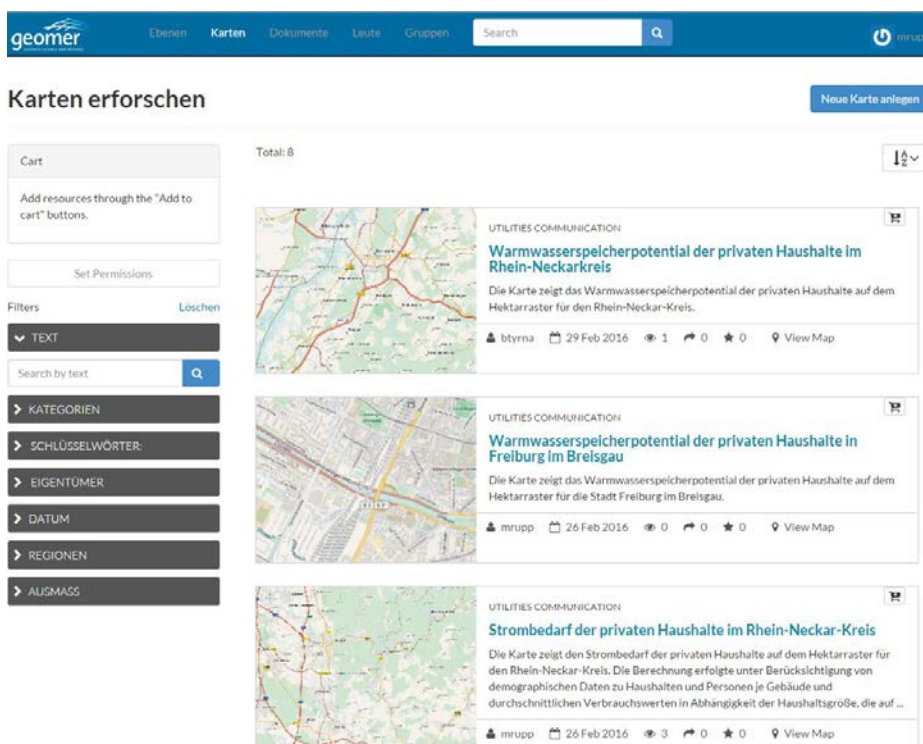 geomer
Ebenen
Karten
Dokumente
Leute
Gruppen
Search
Karten erforschen
Neue Karte anlegen
Cart
Add resources through the "Add to
cart" buttons.
Set Permissions
Filters
Löschen
TEXT
Search by text
KATEGORIEN
SCHLÜSSELWÖRTER:
EIGENTÜMER
DATUM
REGIONEN
AUSMASS
Total: 8
UTILITIES COMMUNICATION
Warmwasserspeicherpotential der privaten Haushalte im
Rhein-Neckarkreis
Die Karte zeigt das Warmwasserspeicherpotential der privaten Haushalte auf dem
Hektarraster für den Rhein-Neckar-Kreis.
btyrna 29 Feb 2016 1 0 0 View Map
UTILITIES COMMUNICATION
Warmwasserspeicherpotential der privaten Haushalte in
Freiburg im Breisgau
Die Karte zeigt das Warmwasserspeicherpotential der privaten Haushalte auf dem
Hektarraster für die Stadt Freiburg im Breisgau.
mrupp 26 Feb 2016 0 0 0 View Map
UTILITIES COMMUNICATION
Strombedarf der privaten Haushalte im Rhein-Neckar-Kreis
Die Karte zeigt den Strombedarf der privaten Haushalte auf dem Hektarraster für
den Rhein-Neckar-Kreis. Die Berechnung erfolgte unter Berücksichtigung von
demographischen Daten zu Haushalten und Personen je Gebäude und
durchschnittlichen Verbrauchswerten in Abhängigkeit der Haushaltsgröße, die auf ...
mrupp 26 Feb 2016 3 0 0 View Map